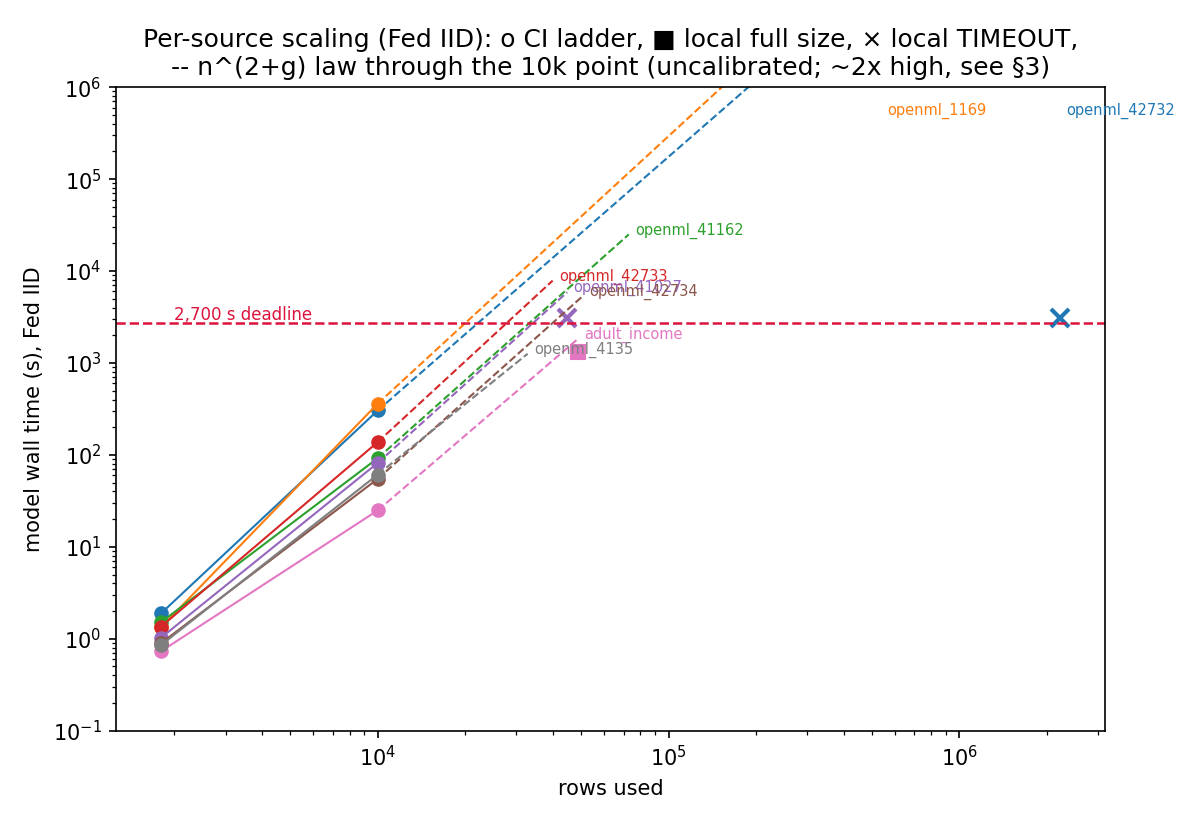 Per-source scaling (Fed IID): o CI ladder, ■ local full size, × local TIMEOUT,
-- n^(2+g) law through the 10k point (uncalibrated; ~2x high, see §3)
10^6
10^5
10^4
10^3
10^2
10^1
10^0
10^-1
model wall time (s), Fed IID
openml_1169
openml_42732
openml_41162
openml_42733
openml_41027
openml_42734
2,700 s deadline
adult_income
openml_4135
10^4
10^5
10^6
rows used